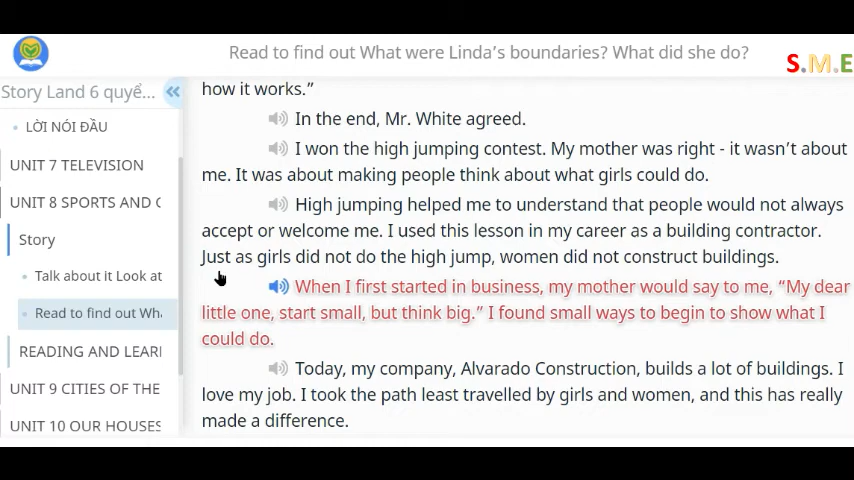 Read to find out What were Linda's boundaries? What did she do?
S.M.E
Story Land 6 quyể...
LỜI NÓI ĐẦU
UNIT 7 TELEVISION
UNIT 8 SPORTS AND
Story
Talk about it Look at
Read to find out
READING AND
UNIT 9 CITIES OF THE
UNIT 10 OUR HOUSES
how it works.”
In the end, Mr. White agreed.
I won the high jumping contest. My mother was right - it wasn't about
me. It was about making people think about what girls could do.
High jumping helped me to understand that people would not always
accept or welcome me. I used this lesson in my career as a building contractor.
Just as girls did not do the high jump, women did not construct buildings.
When I first started in business, my mother would say to me, “My dear
little one, start small, but think big.” I found small ways to begin to show what I
could do.
Today, my company, Alvarado Construction, builds a lot of buildings. I
love my job. I took the path least travelled by girls and women, and this has really
made a difference.